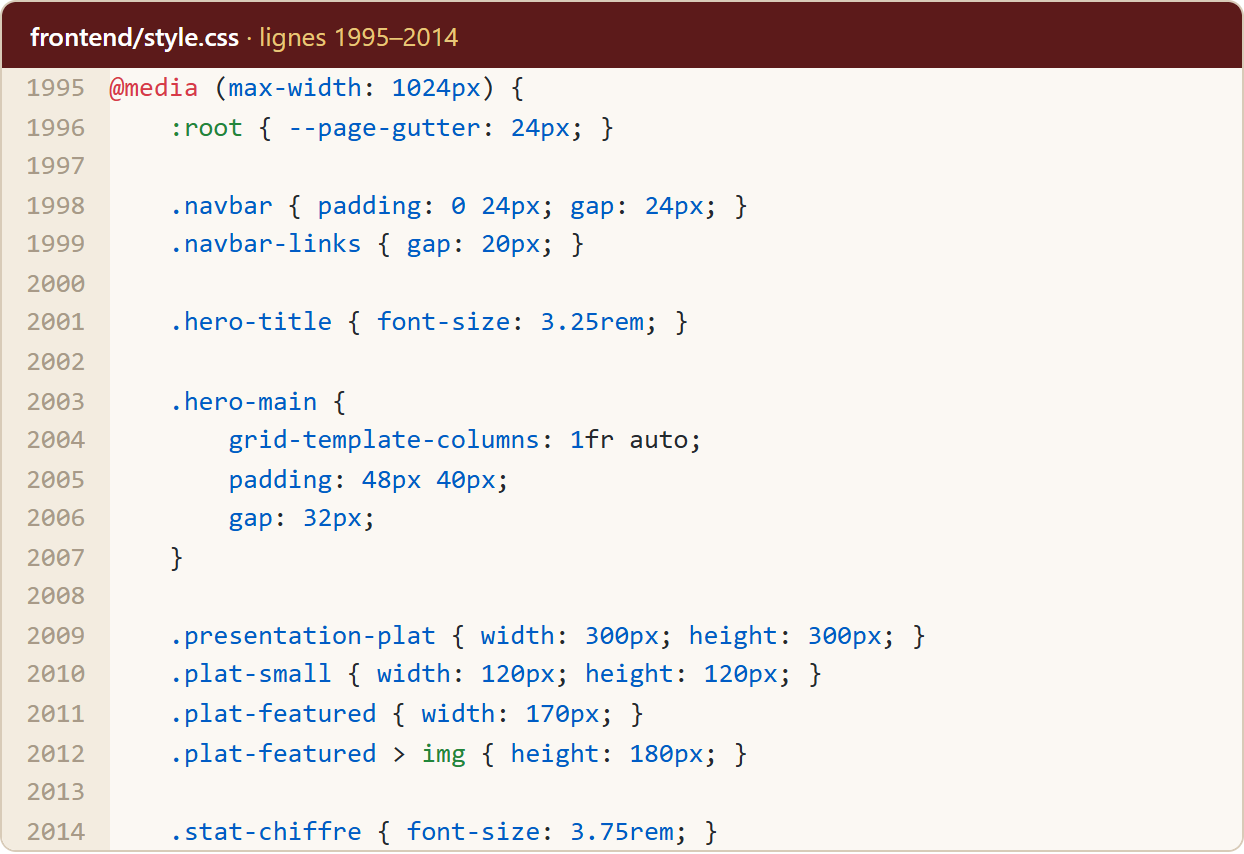 frontend/style.css · lignes 1995–2014
1995 @media (max-width: 1024px) {
1996     :root { --page-gutter: 24px; }
1997
1998     .navbar { padding: 0 24px; gap: 24px; }
1999     .navbar-links { gap: 20px; }
2000
2001     .hero-title { font-size: 3.25rem; }
2002
2003     .hero-main {
2004         grid-template-columns: 1fr auto;
2005         padding: 48px 40px;
2006         gap: 32px;
2007     }
2008
2009     .presentation-plat { width: 300px; height: 300px; }
2010     .plat-small { width: 120px; height: 120px; }
2011     .plat-featured { width: 170px; }
2012     .plat-featured > img { height: 180px; }
2013
2014     .stat-chiffre { font-size: 3.75rem; }